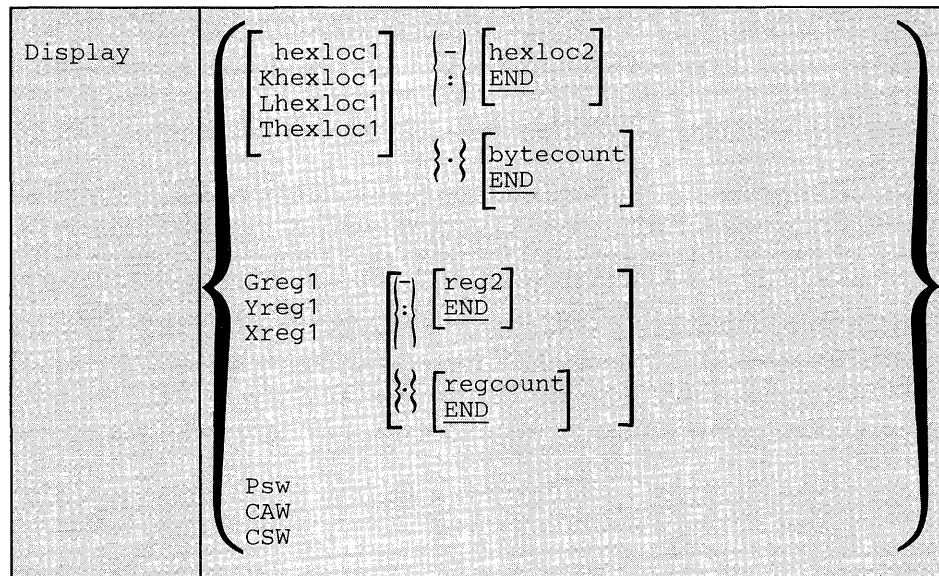 Display hexloc1 - hexloc2
Khexloc1 : END
Lhexloc1
Thexloc1
. bytecount
END
Greg1 - reg2
Yreg1 : END
Xreg1
. regcount
END
Psw
CAW
CSW